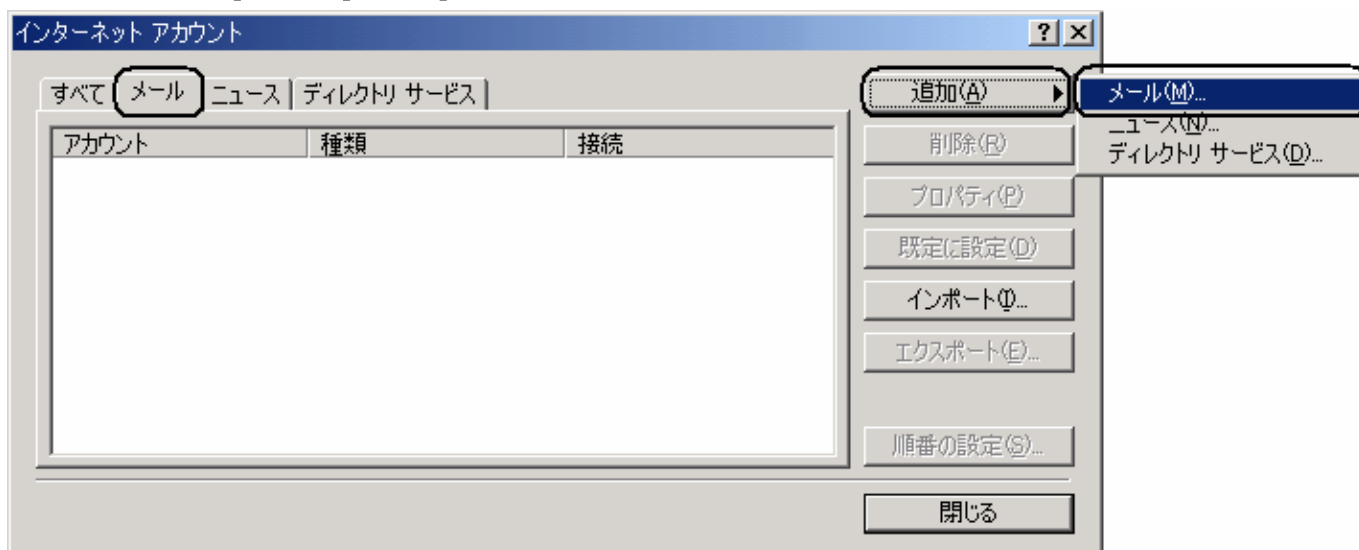 インターネット アカウント
すべて メール ニュース ディレクトリ サービス
アカウント 種類 接続
追加(A)
削除(R)
プロパティ(P)
既定に設定(D)
インポート(I)...
エクスポート(E)...
順番の設定(S)...
閉じる
メール(M)...
ニュース(N)...
ディレクトリ サービス(D)...